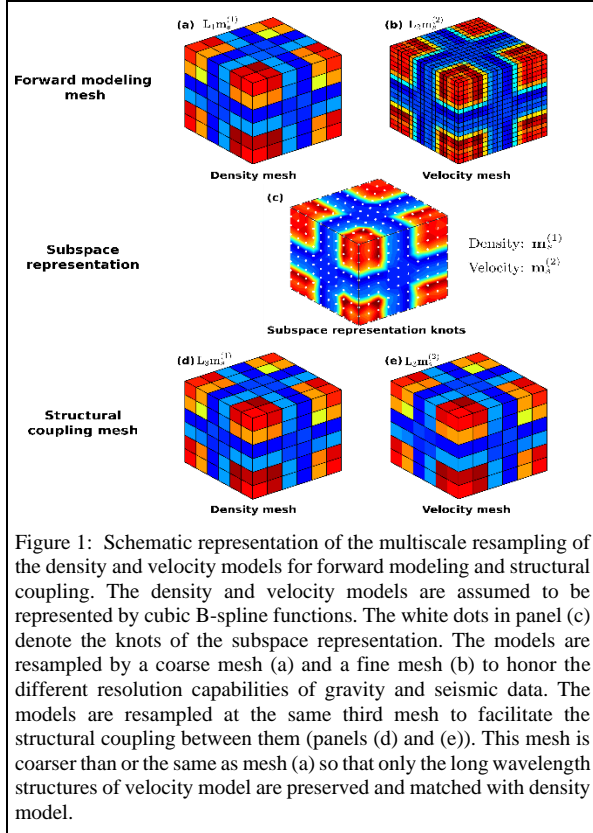 (a) L₁m_s^(1)
(b) L₂m_s^(2)
Forward modeling
mesh
Density mesh
Velocity mesh
(c)
Subspace
representation
Density: m_s^(1)
Velocity: m_s^(2)
Subspace representation knots
(d) L₃m_s^(1)
(e) L₃m_s^(2)
Structural
coupling mesh
Density mesh
Velocity mesh
Figure 1: Schematic representation of the multiscale resampling of
the density and velocity models for forward modeling and structural
coupling. The density and velocity models are assumed to be
represented by cubic B-spline functions. The white dots in panel (c)
denote the knots of the subspace representation. The models are
resampled by a coarse mesh (a) and a fine mesh (b) to honor the
different resolution capabilities of gravity and seismic data. The
models are resampled at the same third mesh to facilitate the
structural coupling between them (panels (d) and (e)). This mesh is
coarser than or the same as mesh (a) so that only the long wavelength
structures of velocity model are preserved and matched with density
model.